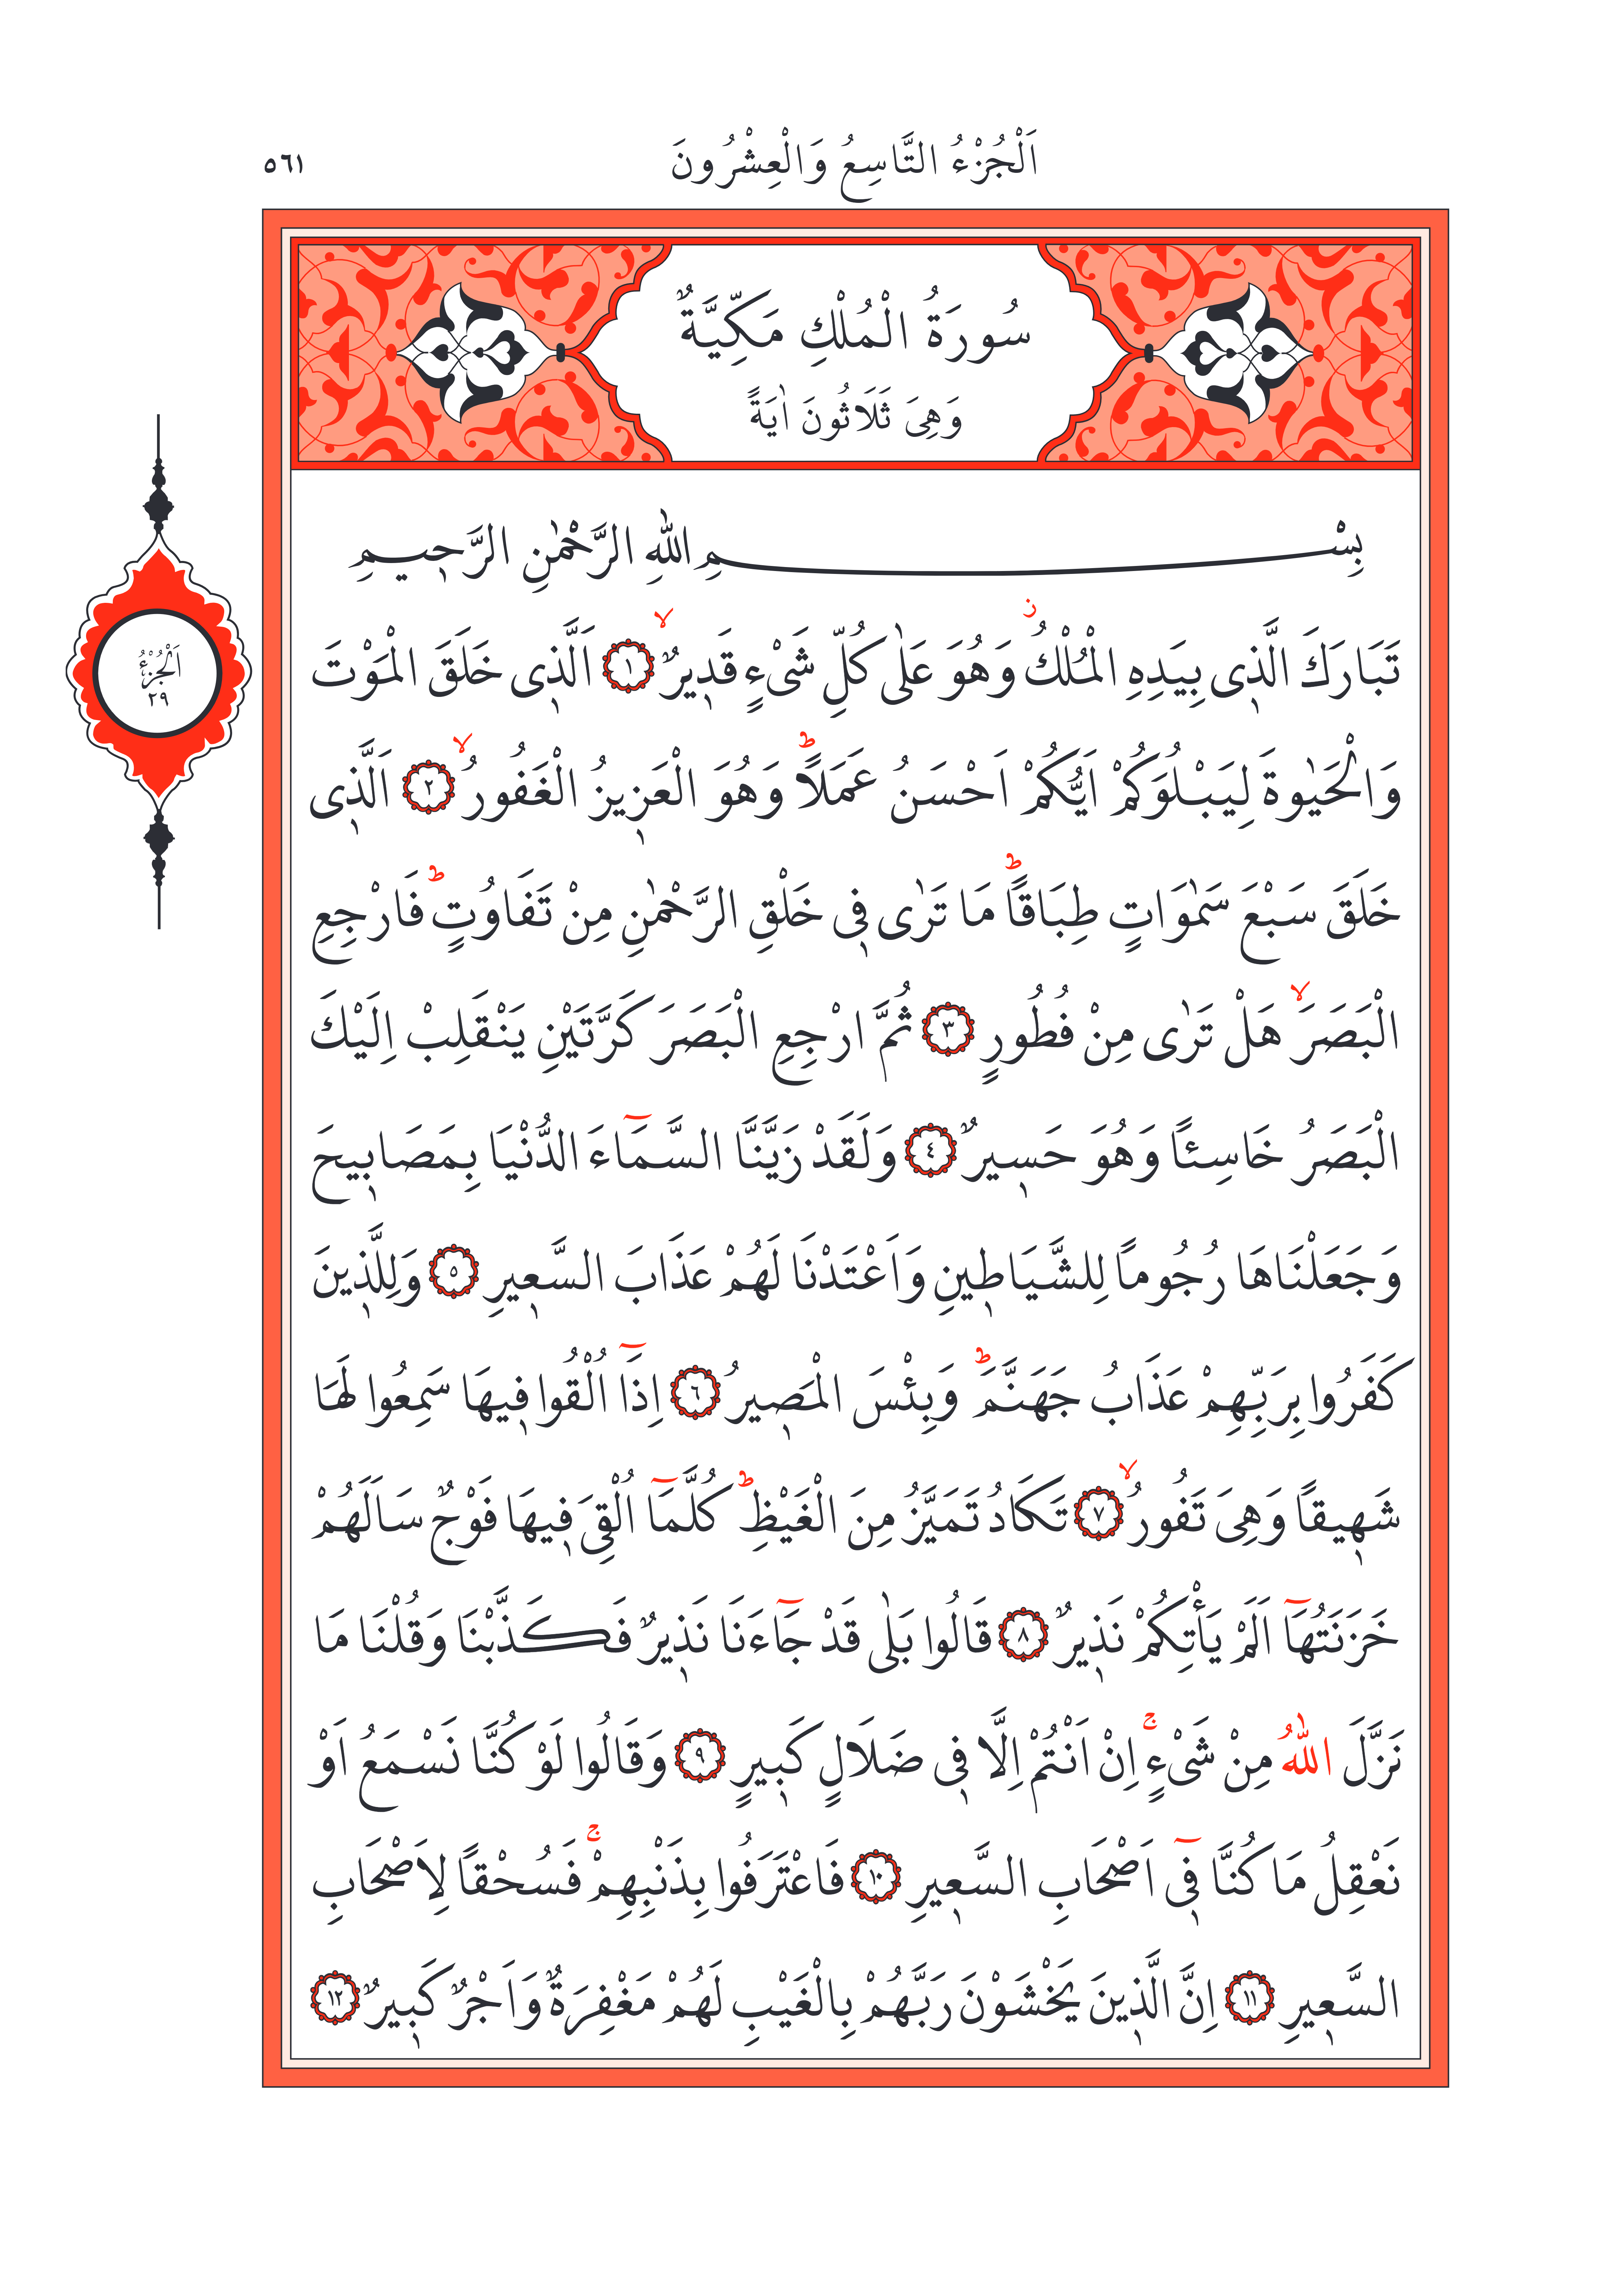 اَلْجُزْءُ التَّاسِعُ وَالْعِشْرُونَ
٥٦١
سُورَةُ الْمُلْكِ مَكِّيَّةٌ
وَهِيَ ثَلَاثُونَ اٰيَةً
بِسْمِ اللهِ الرَّحْمٰنِ الرَّحٖيمِ
تَبَارَكَ الَّذٖى بِيَدِهِ الْمُلْكُؗ وَهُوَ عَلٰى كُلِّ شَىْءٍ قَدٖيرٌۙ ﴿١﴾ اَلَّذٖى خَلَقَ الْمَوْتَ
وَالْحَيٰوةَ لِيَبْلُوَكُمْ اَيُّكُمْ اَحْسَنُ عَمَلًاؕ وَهُوَ الْعَزٖيزُ الْغَفُورُۙ ﴿٢﴾ اَلَّذٖى
خَلَقَ سَبْعَ سَمٰوَاتٍ طِبَاقًاؕ مَا تَرٰى فٖى خَلْقِ الرَّحْمٰنِ مِنْ تَفَاوُتٍؕ فَارْجِعِ
الْبَصَرَۙ هَلْ تَرٰى مِنْ فُطُورٍ ﴿٣﴾ ثُمَّ ارْجِعِ الْبَصَرَ كَرَّتَيْنِ يَنْقَلِبْ اِلَيْكَ
الْبَصَرُ خَاسِئًا وَهُوَ حَسٖيرٌ ﴿٤﴾ وَلَقَدْ زَيَّنَّا السَّمَٓاءَ الدُّنْيَا بِمَصَابٖيحَ
وَجَعَلْنَاهَا رُجُومًا لِلشَّيَاطٖينِ وَاَعْتَدْنَا لَهُمْ عَذَابَ السَّعٖيرِ ﴿٥﴾ وَلِلَّذٖينَ
كَفَرُوا بِرَبِّهِمْ عَذَابُ جَهَنَّمَؕ وَبِئْسَ الْمَصٖيرُ ﴿٦﴾ اِذَٓا اُلْقُوا فٖيهَا سَمِعُوا لَهَا
شَهٖيقًا وَهِىَ تَفُورُۙ ﴿٧﴾ تَكَادُ تَمَيَّزُ مِنَ الْغَيْظِؕ كُلَّمَٓا اُلْقِىَ فٖيهَا فَوْجٌ سَاَلَهُمْ
خَزَنَتُهَٓا اَلَمْ يَأْتِكُمْ نَذٖيرٌ ﴿٨﴾ قَالُوا بَلٰى قَدْ جَٓاءَنَا نَذٖيرٌ فَكَذَّبْنَا وَقُلْنَا مَا
نَزَّلَ اللهُ مِنْ شَىْءٍۚ اِنْ اَنْتُمْ اِلَّا فٖى ضَلَالٍ كَبٖيرٍ ﴿٩﴾ وَقَالُوا لَوْ كُنَّا نَسْمَعُ اَوْ
نَعْقِلُ مَا كُنَّا فٖٓى اَصْحَابِ السَّعٖيرِ ﴿١٠﴾ فَاعْتَرَفُوا بِذَنْبِهِمْۚ فَسُحْقًا لِاَصْحَابِ
السَّعٖيرِ ﴿١١﴾ اِنَّ الَّذٖينَ يَخْشَوْنَ رَبَّهُمْ بِالْغَيْبِ لَهُمْ مَغْفِرَةٌ وَاَجْرٌ كَبٖيرٌ ﴿١٢﴾
اَلْجُزْءُ
٢٩